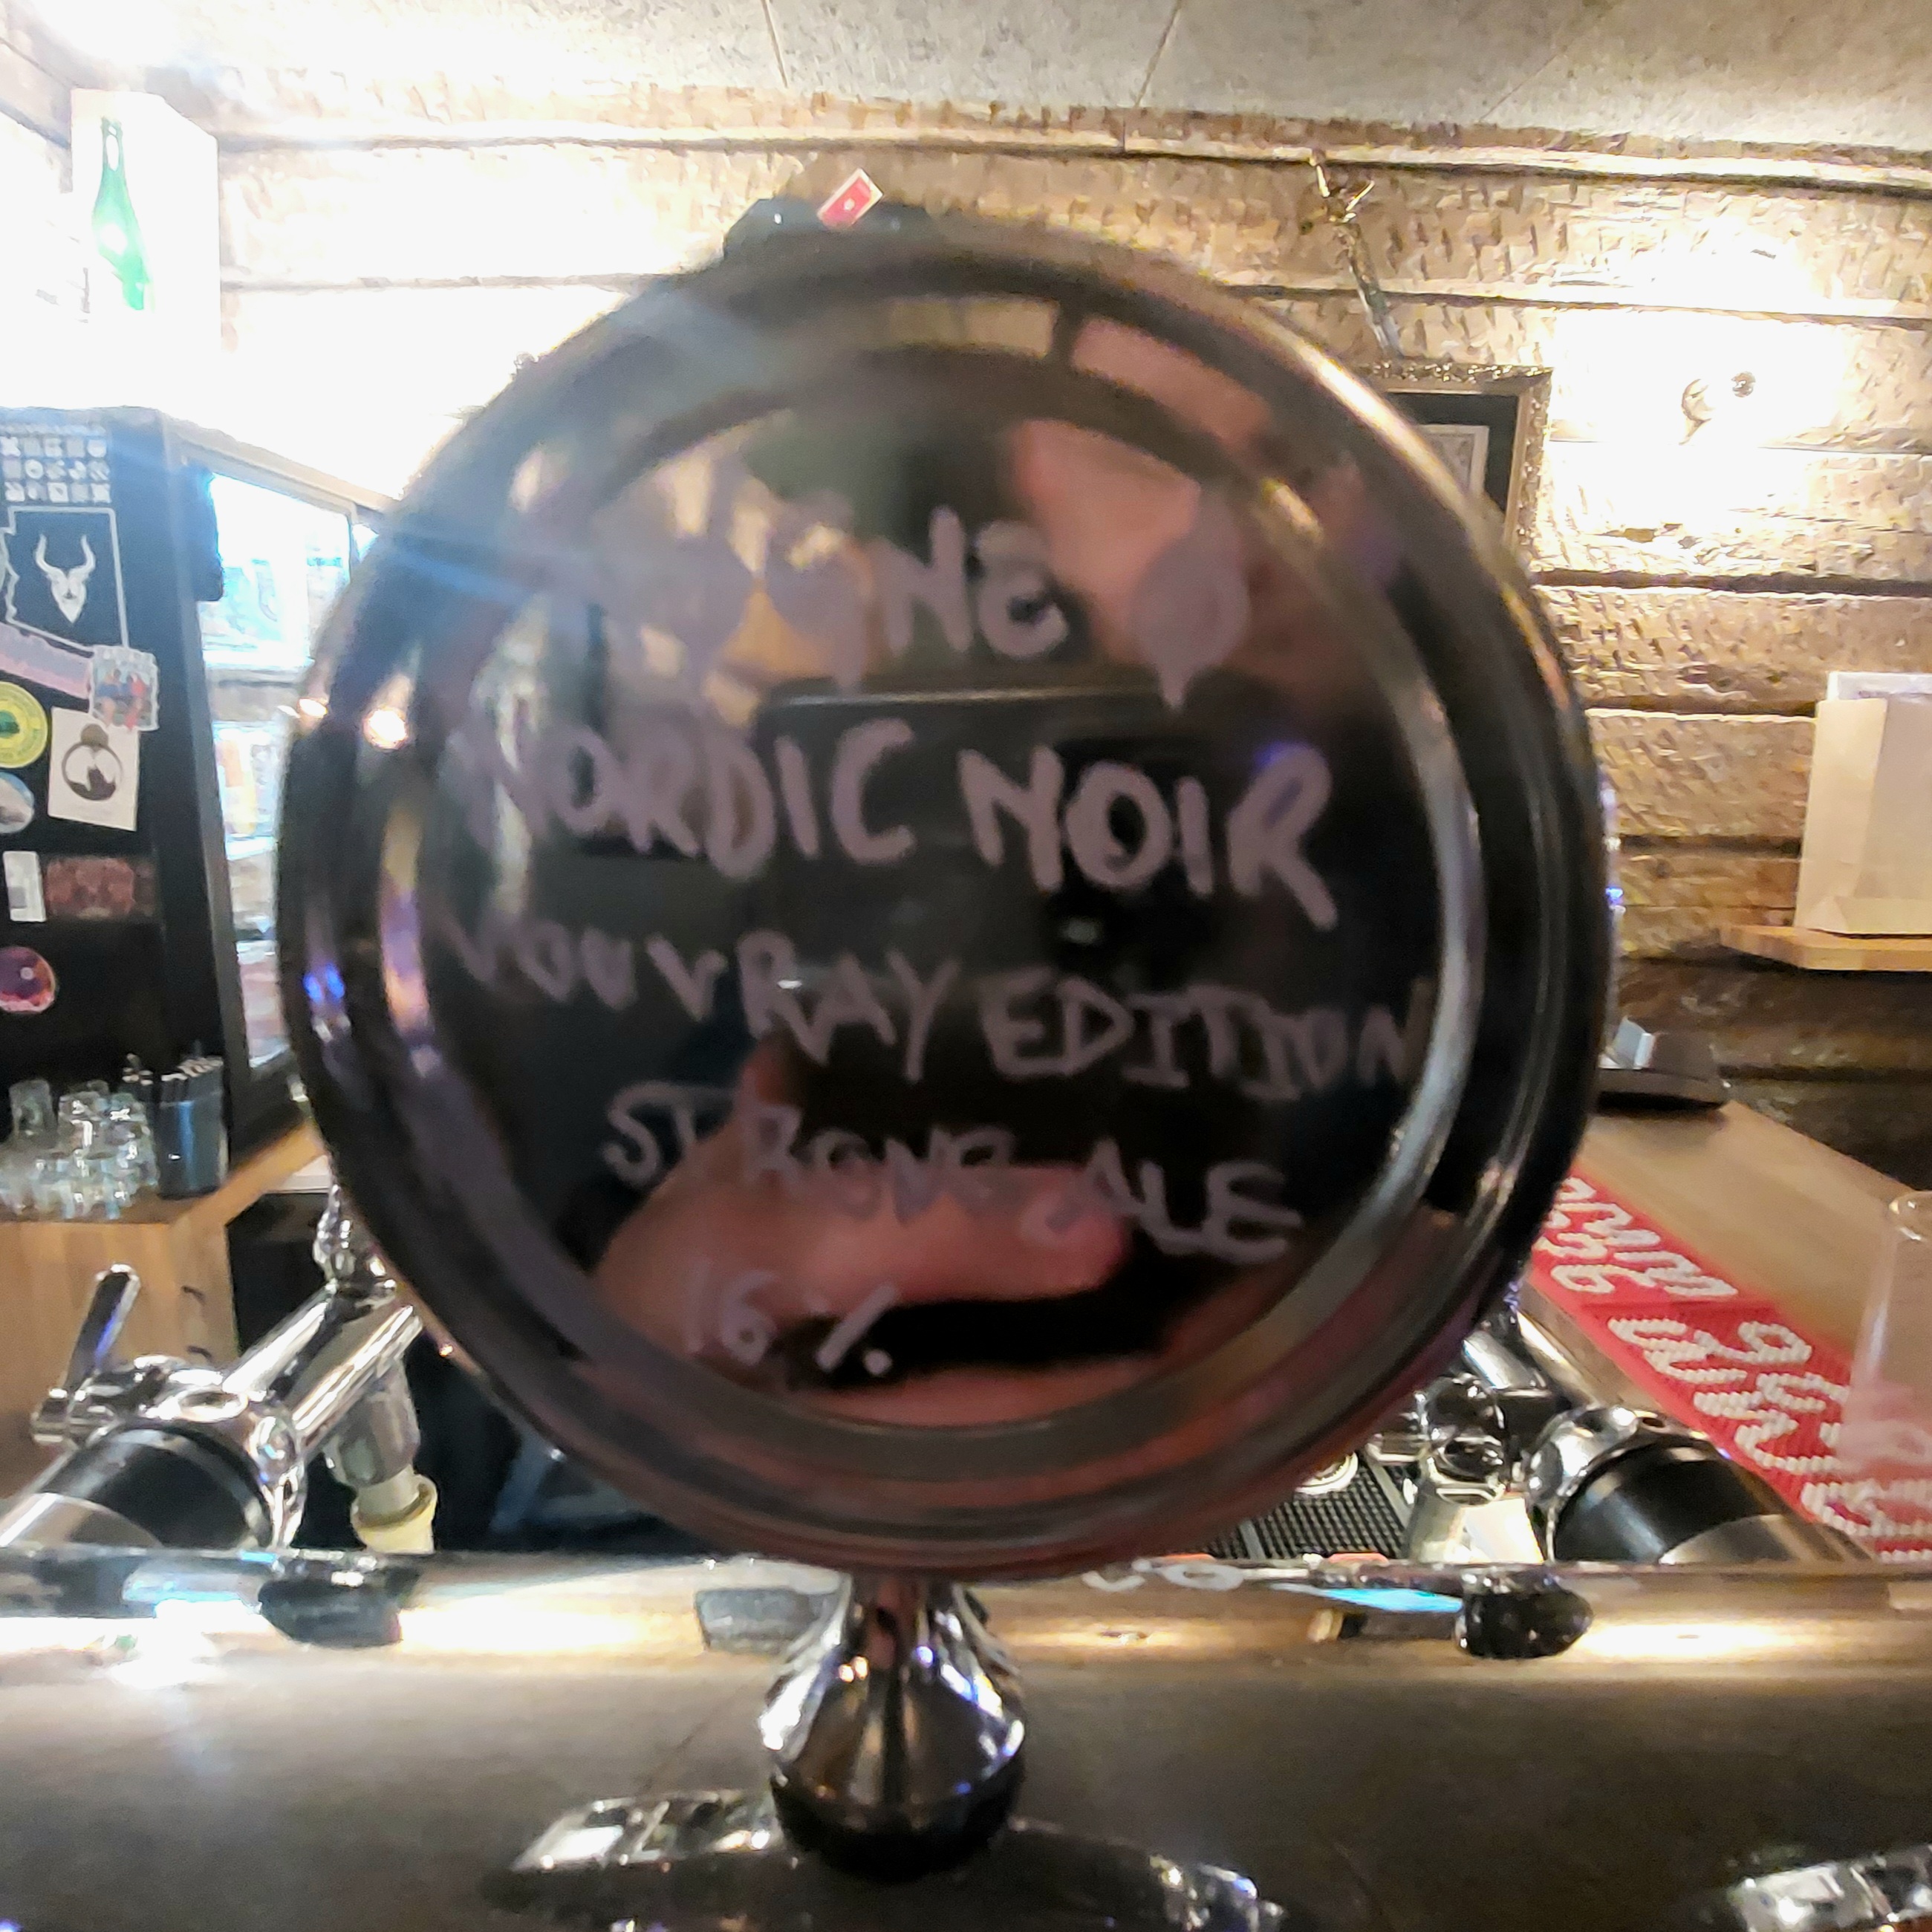 NORDIC NOIR
VOUVRAY EDITION
STRONG ALE
16%